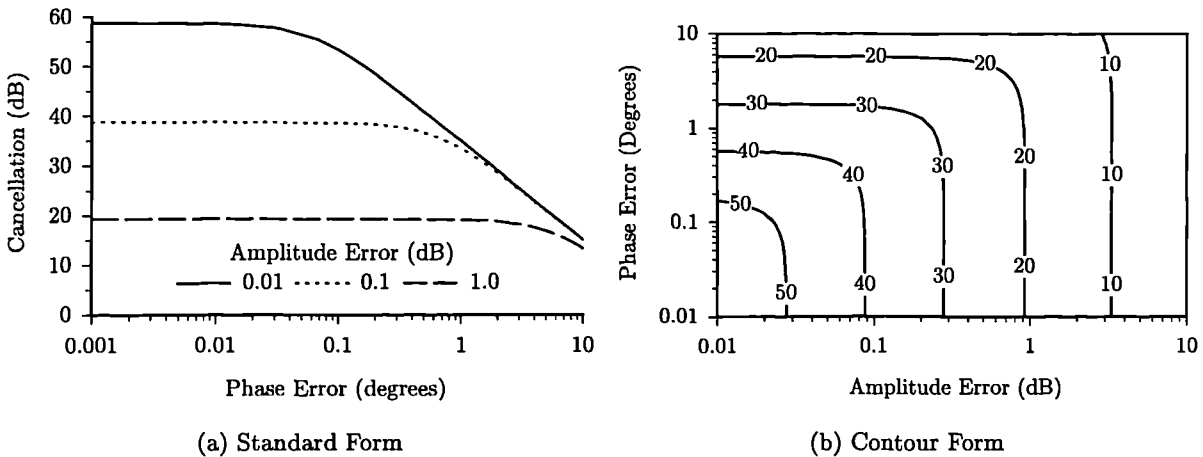 60
50
40
30
20
10
0
Cancellation (dB)
Amplitude Error (dB)
0.01 0.1 1.0
0.001 0.01 0.1 1 10
Phase Error (degrees)
(a) Standard Form
10
1
0.1
0.01
Phase Error (Degrees)
20 20 20 10
30 30
40 40 30 20 10
50
50 40 30 20 10
0.01 0.1 1 10
Amplitude Error (dB)
(b) Contour Form